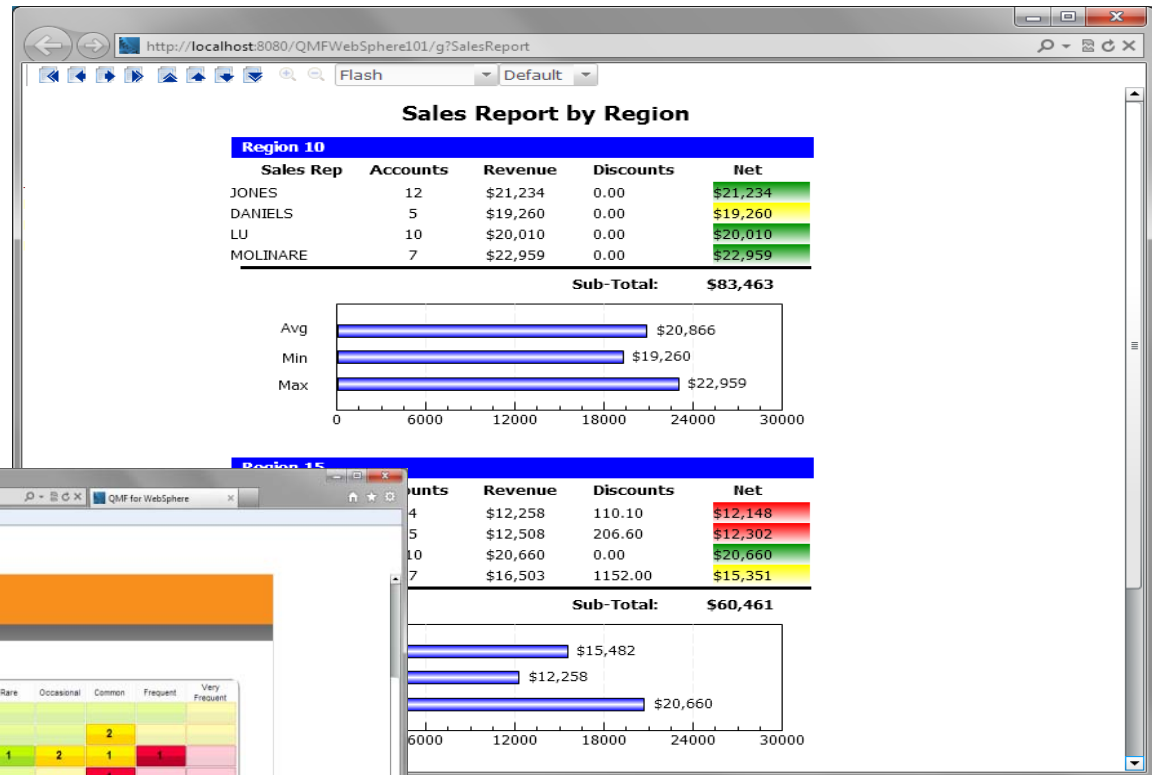 http://localhost:8080/QMFWebSphere101/g?SalesReport
Flash Default
Sales Report by Region
Region 10
Sales Rep Accounts Revenue Discounts Net
JONES 12 $21,234 0.00 $21,234
DANIELS 5 $19,260 0.00 $19,260
LU 10 $20,010 0.00 $20,010
MOLINARE 7 $22,959 0.00 $22,959
Sub-Total: $83,463
Avg $20,866
Min $19,260
Max $22,959
0 6000 12000 18000 24000 30000
Region 15
Revenue Discounts Net
4 $12,258 110.10 $12,148
5 $12,508 206.60 $12,302
10 $20,660 0.00 $20,660
7 $16,503 1152.00 $15,351
Sub-Total: $60,461
$15,482
$12,258
$20,660
6000 12000 18000 24000 30000
QMF for WebSphere
Rare Occasional Common Frequent Very Frequent
2
1 2 1 1